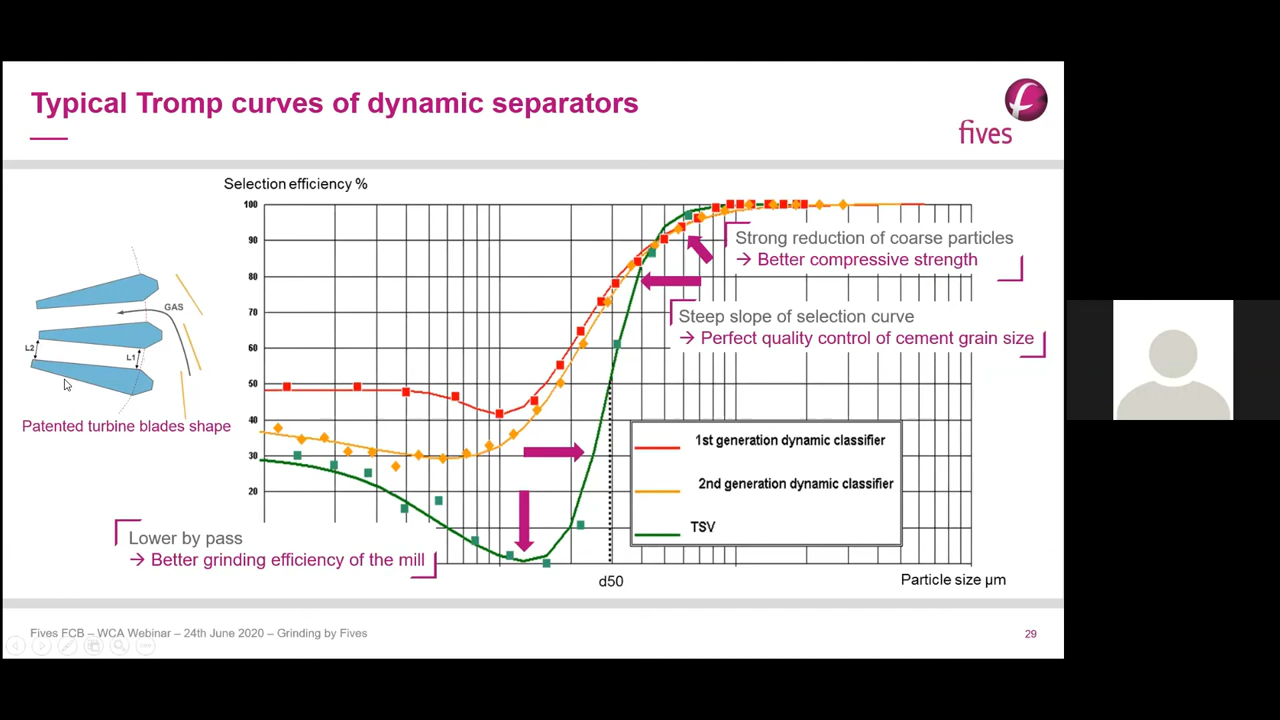 Typical Tromp curves of dynamic separators
fives
Selection efficiency %
100
90
80
70
60
50
40
30
20
Strong reduction of coarse particles
→ Better compressive strength
Steep slope of selection curve
→ Perfect quality control of cement grain size
GAS
L2
L1
Patented turbine blades shape
1st generation dynamic classifier
2nd generation dynamic classifier
TSV
Lower by pass
→ Better grinding efficiency of the mill
d50
Particle size µm
Fives FCB – WCA Webinar – 24th June 2020 – Grinding by Fives
29